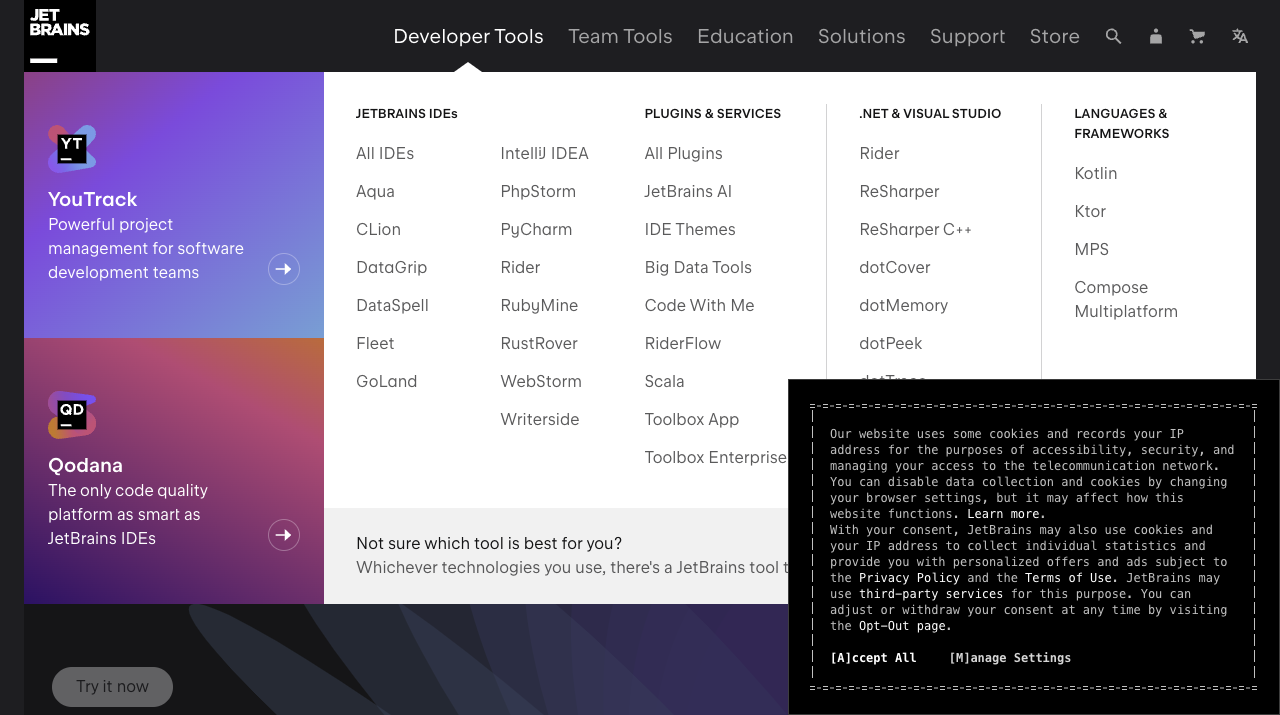 JET
BRAINS
Developer Tools
Team Tools
Education
Solutions
Support
Store
YT
YouTrack
Powerful project
management for software
development teams
QD
Qodana
The only code quality
platform as smart as
JetBrains IDEs
JETBRAINS IDEs
All IDEs
Aqua
CLion
DataGrip
DataSpell
Fleet
GoLand
IntelliJ IDEA
PhpStorm
PyCharm
Rider
RubyMine
RustRover
WebStorm
Writerside
PLUGINS & SERVICES
All Plugins
JetBrains AI
IDE Themes
Big Data Tools
Code With Me
RiderFlow
Scala
Toolbox App
Toolbox Enterprise
.NET & VISUAL STUDIO
Rider
ReSharper
ReSharper C++
dotCover
dotMemory
dotPeek
dotTrace
LANGUAGES &
FRAMEWORKS
Kotlin
Ktor
MPS
Compose
Multiplatform
Not sure which tool is best for you?
Whichever technologies you use, there's a JetBrains tool
Try it now
Our website uses some cookies and records your IP
address for the purposes of accessibility, security, and
managing your access to the telecommunication network.
You can disable data collection and cookies by changing
your browser settings, but it may affect how this
website functions. Learn more.
With your consent, JetBrains may also use cookies and
your IP address to collect individual statistics and
provide you with personalized offers and ads subject to
the Privacy Policy and the Terms of Use. JetBrains may
use third-party services for this purpose. You can
adjust or withdraw your consent at any time by visiting
the Opt-Out page.
[A]ccept All
[M]anage Settings